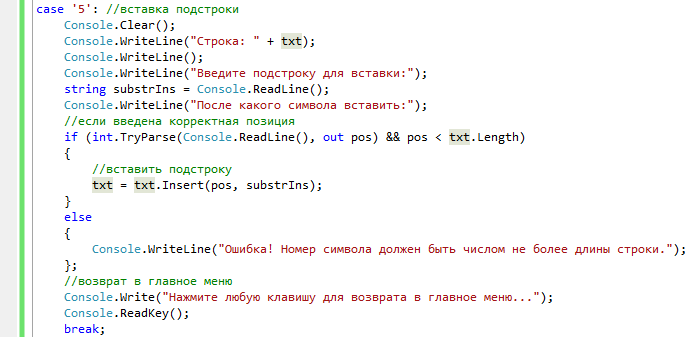 case '5': //вставка подстроки
Console.Clear();
Console.WriteLine("Строка: " + txt);
Console.WriteLine();
Console.WriteLine("Введите подстроку для вставки:");
string substrIns = Console.ReadLine();
Console.WriteLine("После какого символа вставить:");
//если введена корректная позиция
if (int.TryParse(Console.ReadLine(), out pos) && pos < txt.Length)
{
//вставить подстроку
txt = txt.Insert(pos, substrIns);
}
else
{
Console.WriteLine("Ошибка! Номер символа должен быть числом не более длины строки.");
};
//возврат в главное меню
Console.Write("Нажмите любую клавишу для возврата в главное меню...");
Console.ReadKey();
break;